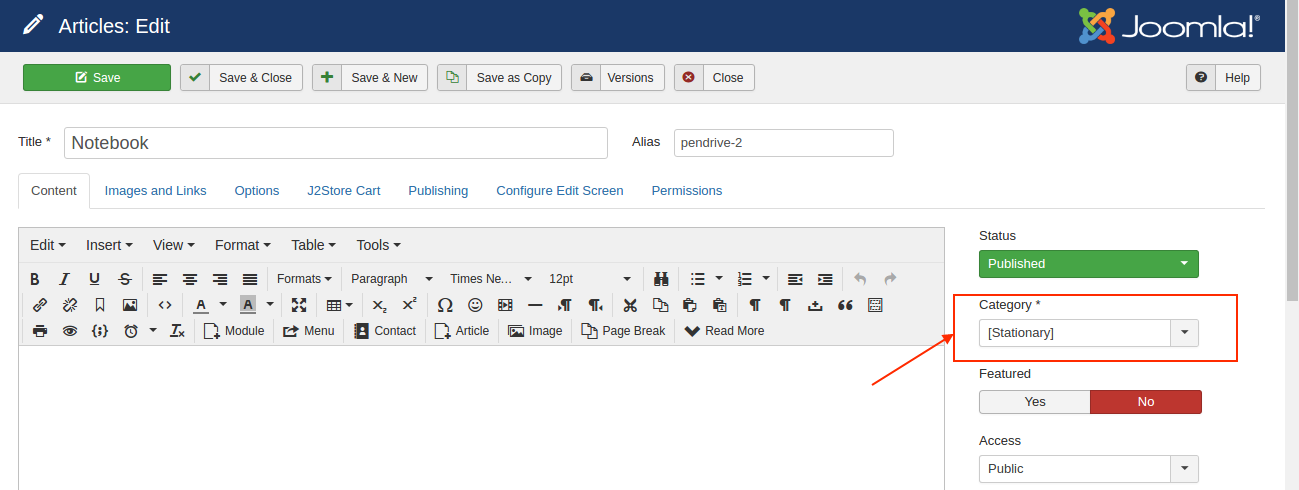 Articles: Edit
Joomla!®
Save
Save & Close
Save & New
Save as Copy
Versions
Close
Help
Title *
Notebook
Alias
pendrive-2
Content
Images and Links
Options
J2Store Cart
Publishing
Configure Edit Screen
Permissions
Edit
Insert
View
Format
Table
Tools
B I U S
Formats
Paragraph
Times Ne...
12pt
A
A
Module
Menu
Contact
Article
Image
Page Break
Read More
Status
Published
Category *
[Stationary]
Featured
Yes
No
Access
Public